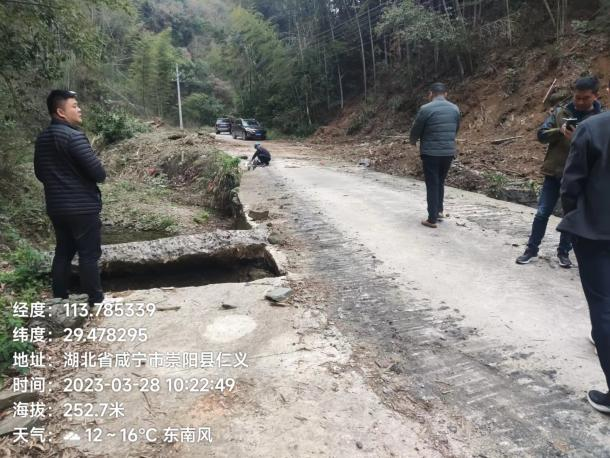 经度：113.785339
纬度：29.478295
地址：湖北省咸宁市崇阳县仁义
时间：2023-03-28 10:22:49
海拔：252.7米
天气：12 ~ 16℃ 东南风